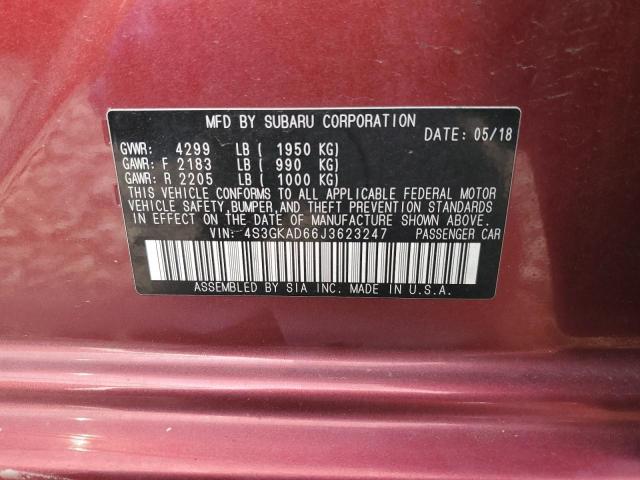 MFD BY SUBARU CORPORATION
DATE: 05/18
GVWR: 4299 LB ( 1950 KG)
GAWR: F 2183 LB ( 990 KG)
GAWR: R 2205 LB ( 1000 KG)
THIS VEHICLE CONFORMS TO ALL APPLICABLE FEDERAL MOTOR
VEHICLE SAFETY,BUMPER,AND THEFT PREVENTION STANDARDS
IN EFFECT ON THE DATE OF MANUFACTURE SHOWN ABOVE.
VIN: 4S3GKAD66J3623247 PASSENGER CAR
ASSEMBLED BY SIA INC. MADE IN U.S.A.